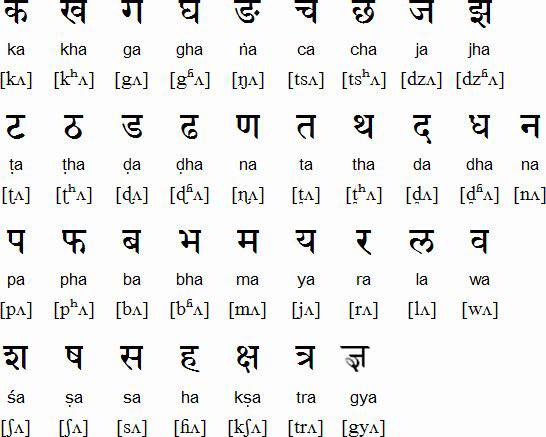 क ख ग घ ङ च छ ज झ
ka kha ga gha ṅa ca cha ja jha
[kʌ] [kʰʌ] [gʌ] [gʱʌ] [ŋʌ] [tsʌ] [tsʰʌ] [dzʌ] [dzʱʌ]
ट ठ ड ढ ण त थ द ध न
ṭa ṭha ḍa ḍha na ta tha da dha na
[ʈʌ] [ʈʰʌ] [ɖʌ] [ɖʱʌ] [ɳʌ] [t̪ʌ] [t̪ʰʌ] [d̪ʌ] [d̪ʱʌ] [nʌ]
प फ ब भ म य र ल व
pa pha ba bha ma ya ra la wa
[pʌ] [pʰʌ] [bʌ] [bʱʌ] [mʌ] [jʌ] [rʌ] [lʌ] [wʌ]
श ष स ह क्ष त्र ज्ञ
śa ṣa sa ha kṣa tra gya
[ʃʌ] [ʃʌ] [sʌ] [ɦʌ] [kʃʌ] [trʌ] [gyʌ]